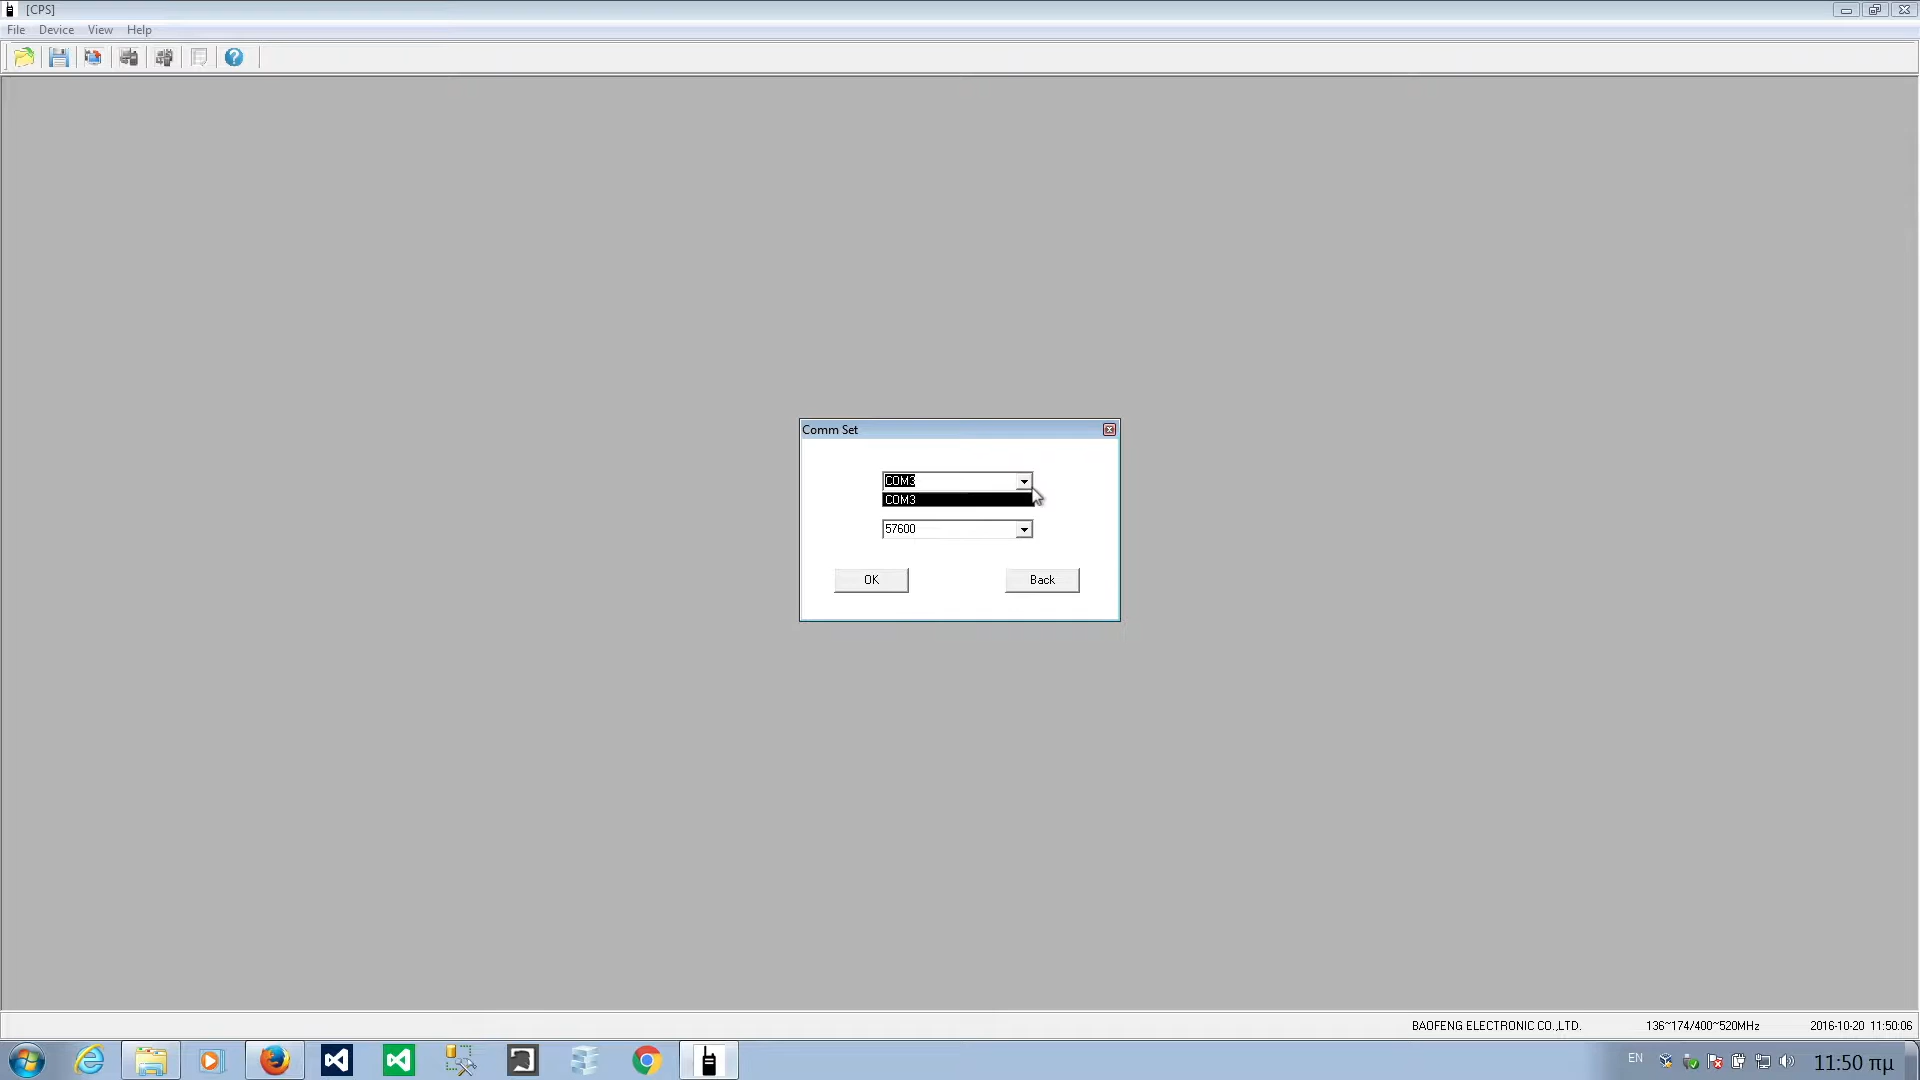 [CPS]
File Device View Help
Comm Set
COM3
COM3
57600
OK Back
BAOFENG ELECTRONIC CO.,LTD. 136~174/400~520MHz 2016-10-20 11:50:06
EN 11:50 πμ